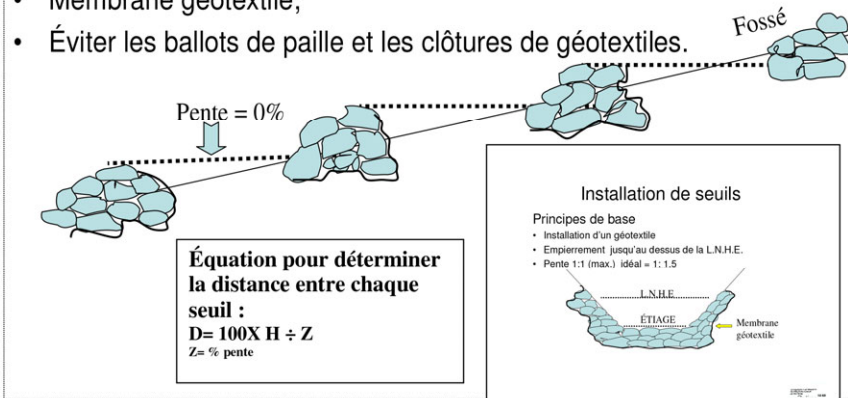 • Membrane géotextile;
• Éviter les ballots de paille et les clôtures de géotextiles.
Fossé
Pente = 0%
Équation pour déterminer
la distance entre chaque
seuil :
D= 100X H ÷ Z
Z= % pente
Installation de seuils
Principes de base
• Installation d'un géotextile
• Empierrement jusqu'au dessus de la L.N.H.E.
• Pente 1:1 (max.) idéal = 1: 1.5
L.N.H.E
ÉTIAGE
Membrane
géotextile